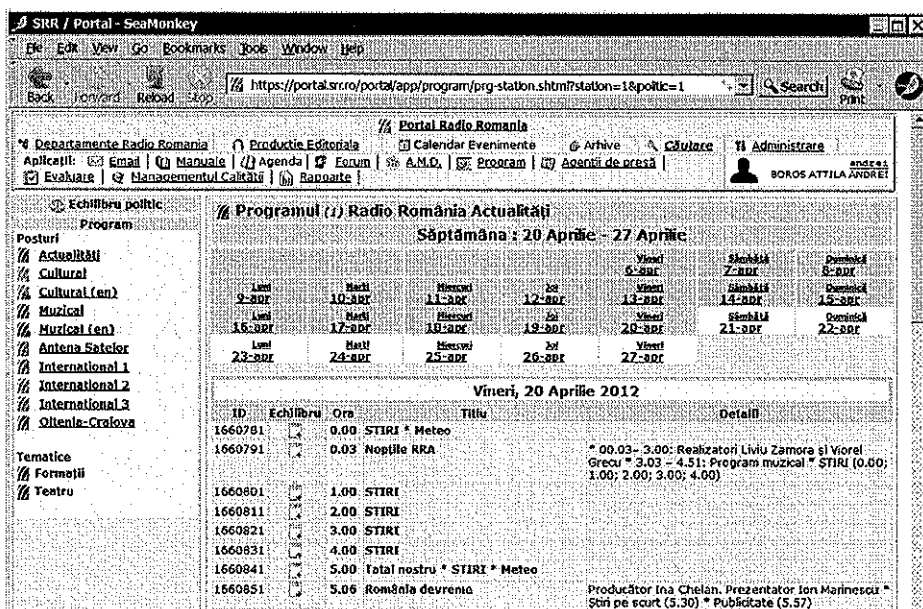 SRR / Portal - SeaMonkey
File Edit View Go Bookmarks Tools Window Help
Back Forward Reload Stop https://portal.srr.ro/portal/app/program/prg-station.shtml?station=1&politic=1 Search Print
Portal Radio Romania
Departamente Radio Romania Productie Editoriala Calendar Evenimente Arhive Căutare Administrare
Aplicații: Email | Manuale | Agenda | Forum | A.M.D. | Program | Agentii de presă |
Evaluare | Managementul Calității | Rapoarte |
andrei
BOROS ATTILA ANDREI
Echilibru politic
Program
Posturi
Actualități
Cultural
Cultural (en)
Muzical
Muzical (en)
Antena Satelor
International 1
International 2
International 3
Oltenia-Craiova
Tematice
Formații
Teatru
Programul (1) Radio România Actualități
Săptămâna : 20 Aprilie - 27 Aprilie
Vineri Sâmbătă Duminică
6-apr 7-apr 8-apr
Luni Marți Miercuri Joi Vineri Sâmbătă Duminică
9-apr 10-apr 11-apr 12-apr 13-apr 14-apr 15-apr
Luni Marți Miercuri Joi Vineri Sâmbătă Duminică
16-apr 17-apr 18-apr 19-apr 20-apr 21-apr 22-apr
Luni Marți Miercuri Joi Vineri
23-apr 24-apr 25-apr 26-apr 27-apr
Vineri, 20 Aprilie 2012
ID Echilibru Ora Titlu Detalii
1660781 0.00 STIRI * Meteo
1660791 0.03 Nopțile RRA * 00.03– 3.00: Realizatori Liviu Zamora și Viorel
Grecu * 3.03 – 4.51: Program muzical * ȘTIRI (0.00;
1.00; 2.00; 3.00; 4.00)
1660801 1.00 STIRI
1660811 2.00 STIRI
1660821 3.00 STIRI
1660831 4.00 STIRI
1660841 5.00 Tatal nostru * STIRI * Meteo
1660851 5.06 România devreme Producător Ina Chelan. Prezentator Ion Marinescu *
Știri pe scurt (5.30) * Publicitate (5.57)